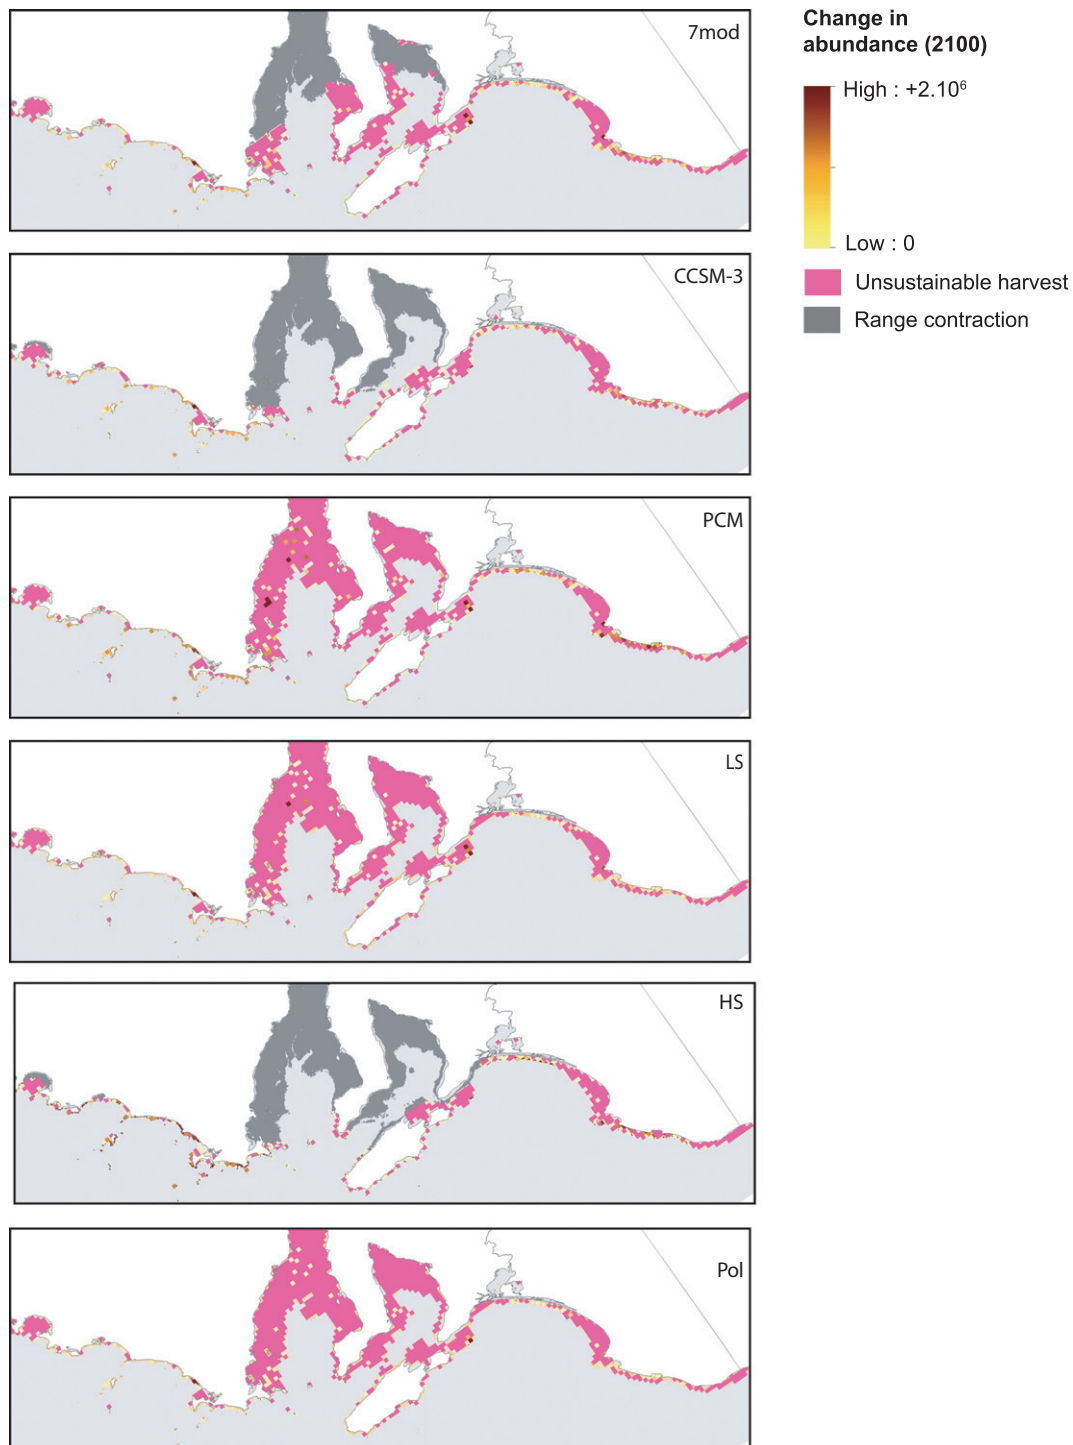 7mod
Change in
abundance (2100)
High : +2.10⁶
Low : 0
Unsustainable harvest
Range contraction
CCSM-3
PCM
LS
HS
Pol